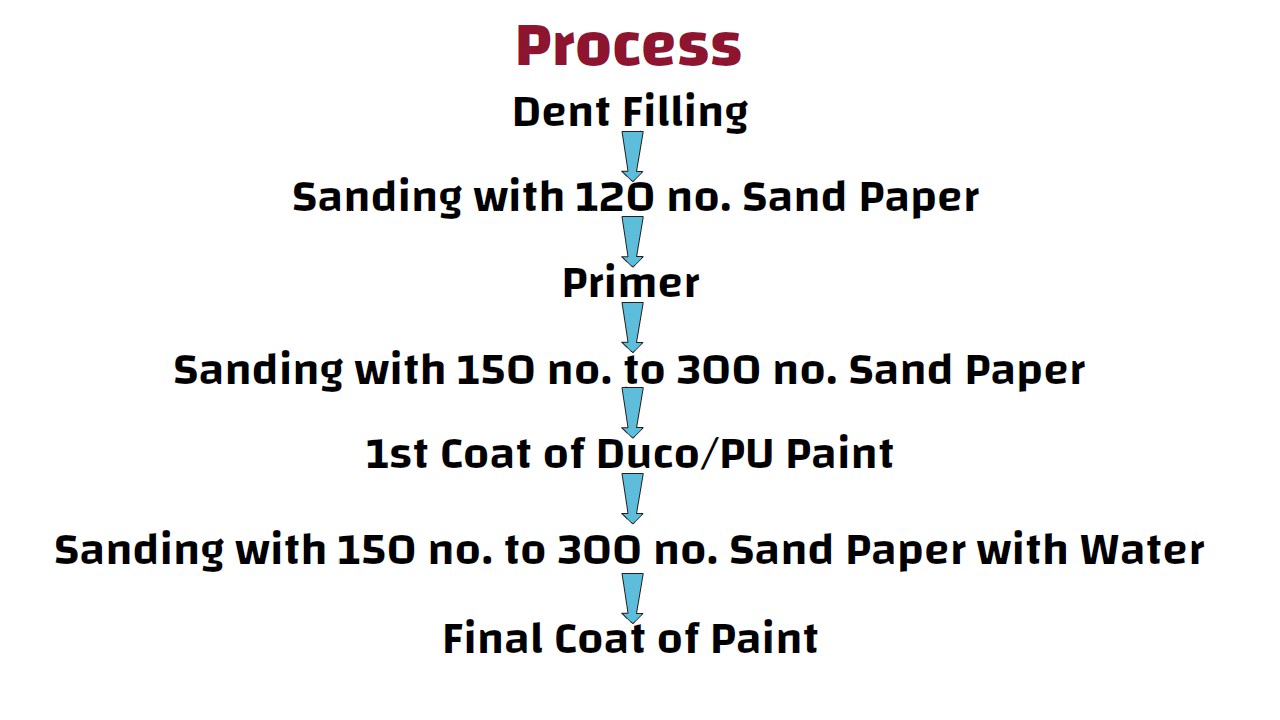 Process
Dent Filling
Sanding with 120 no. Sand Paper
Primer
Sanding with 150 no. to 300 no. Sand Paper
1st Coat of Duco/PU Paint
Sanding with 150 no. to 300 no. Sand Paper with Water
Final Coat of Paint